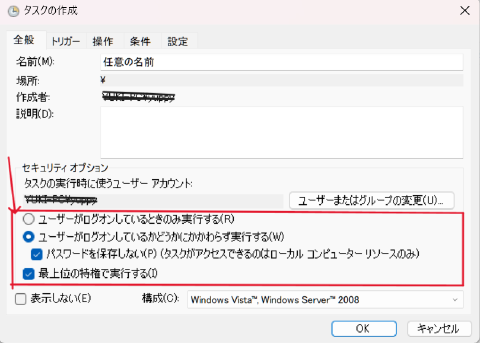 タスクの作成
全般 トリガー 操作 条件 設定
名前(M): 任意の名前
場所: ¥
作成者:
説明(D):
セキュリティ オプション
タスクの実行時に使うユーザー アカウント:
ユーザーまたはグループの変更(U)...
ユーザーがログオンしているときのみ実行する(R)
ユーザーがログオンしているかどうかにかかわらず実行する(W)
パスワードを保存しない(P) (タスクがアクセスできるのはローカル コンピューター リソースのみ)
最上位の特権で実行する(I)
表示しない(E) 構成(C): Windows Vista™, Windows Server™ 2008
OK キャンセル